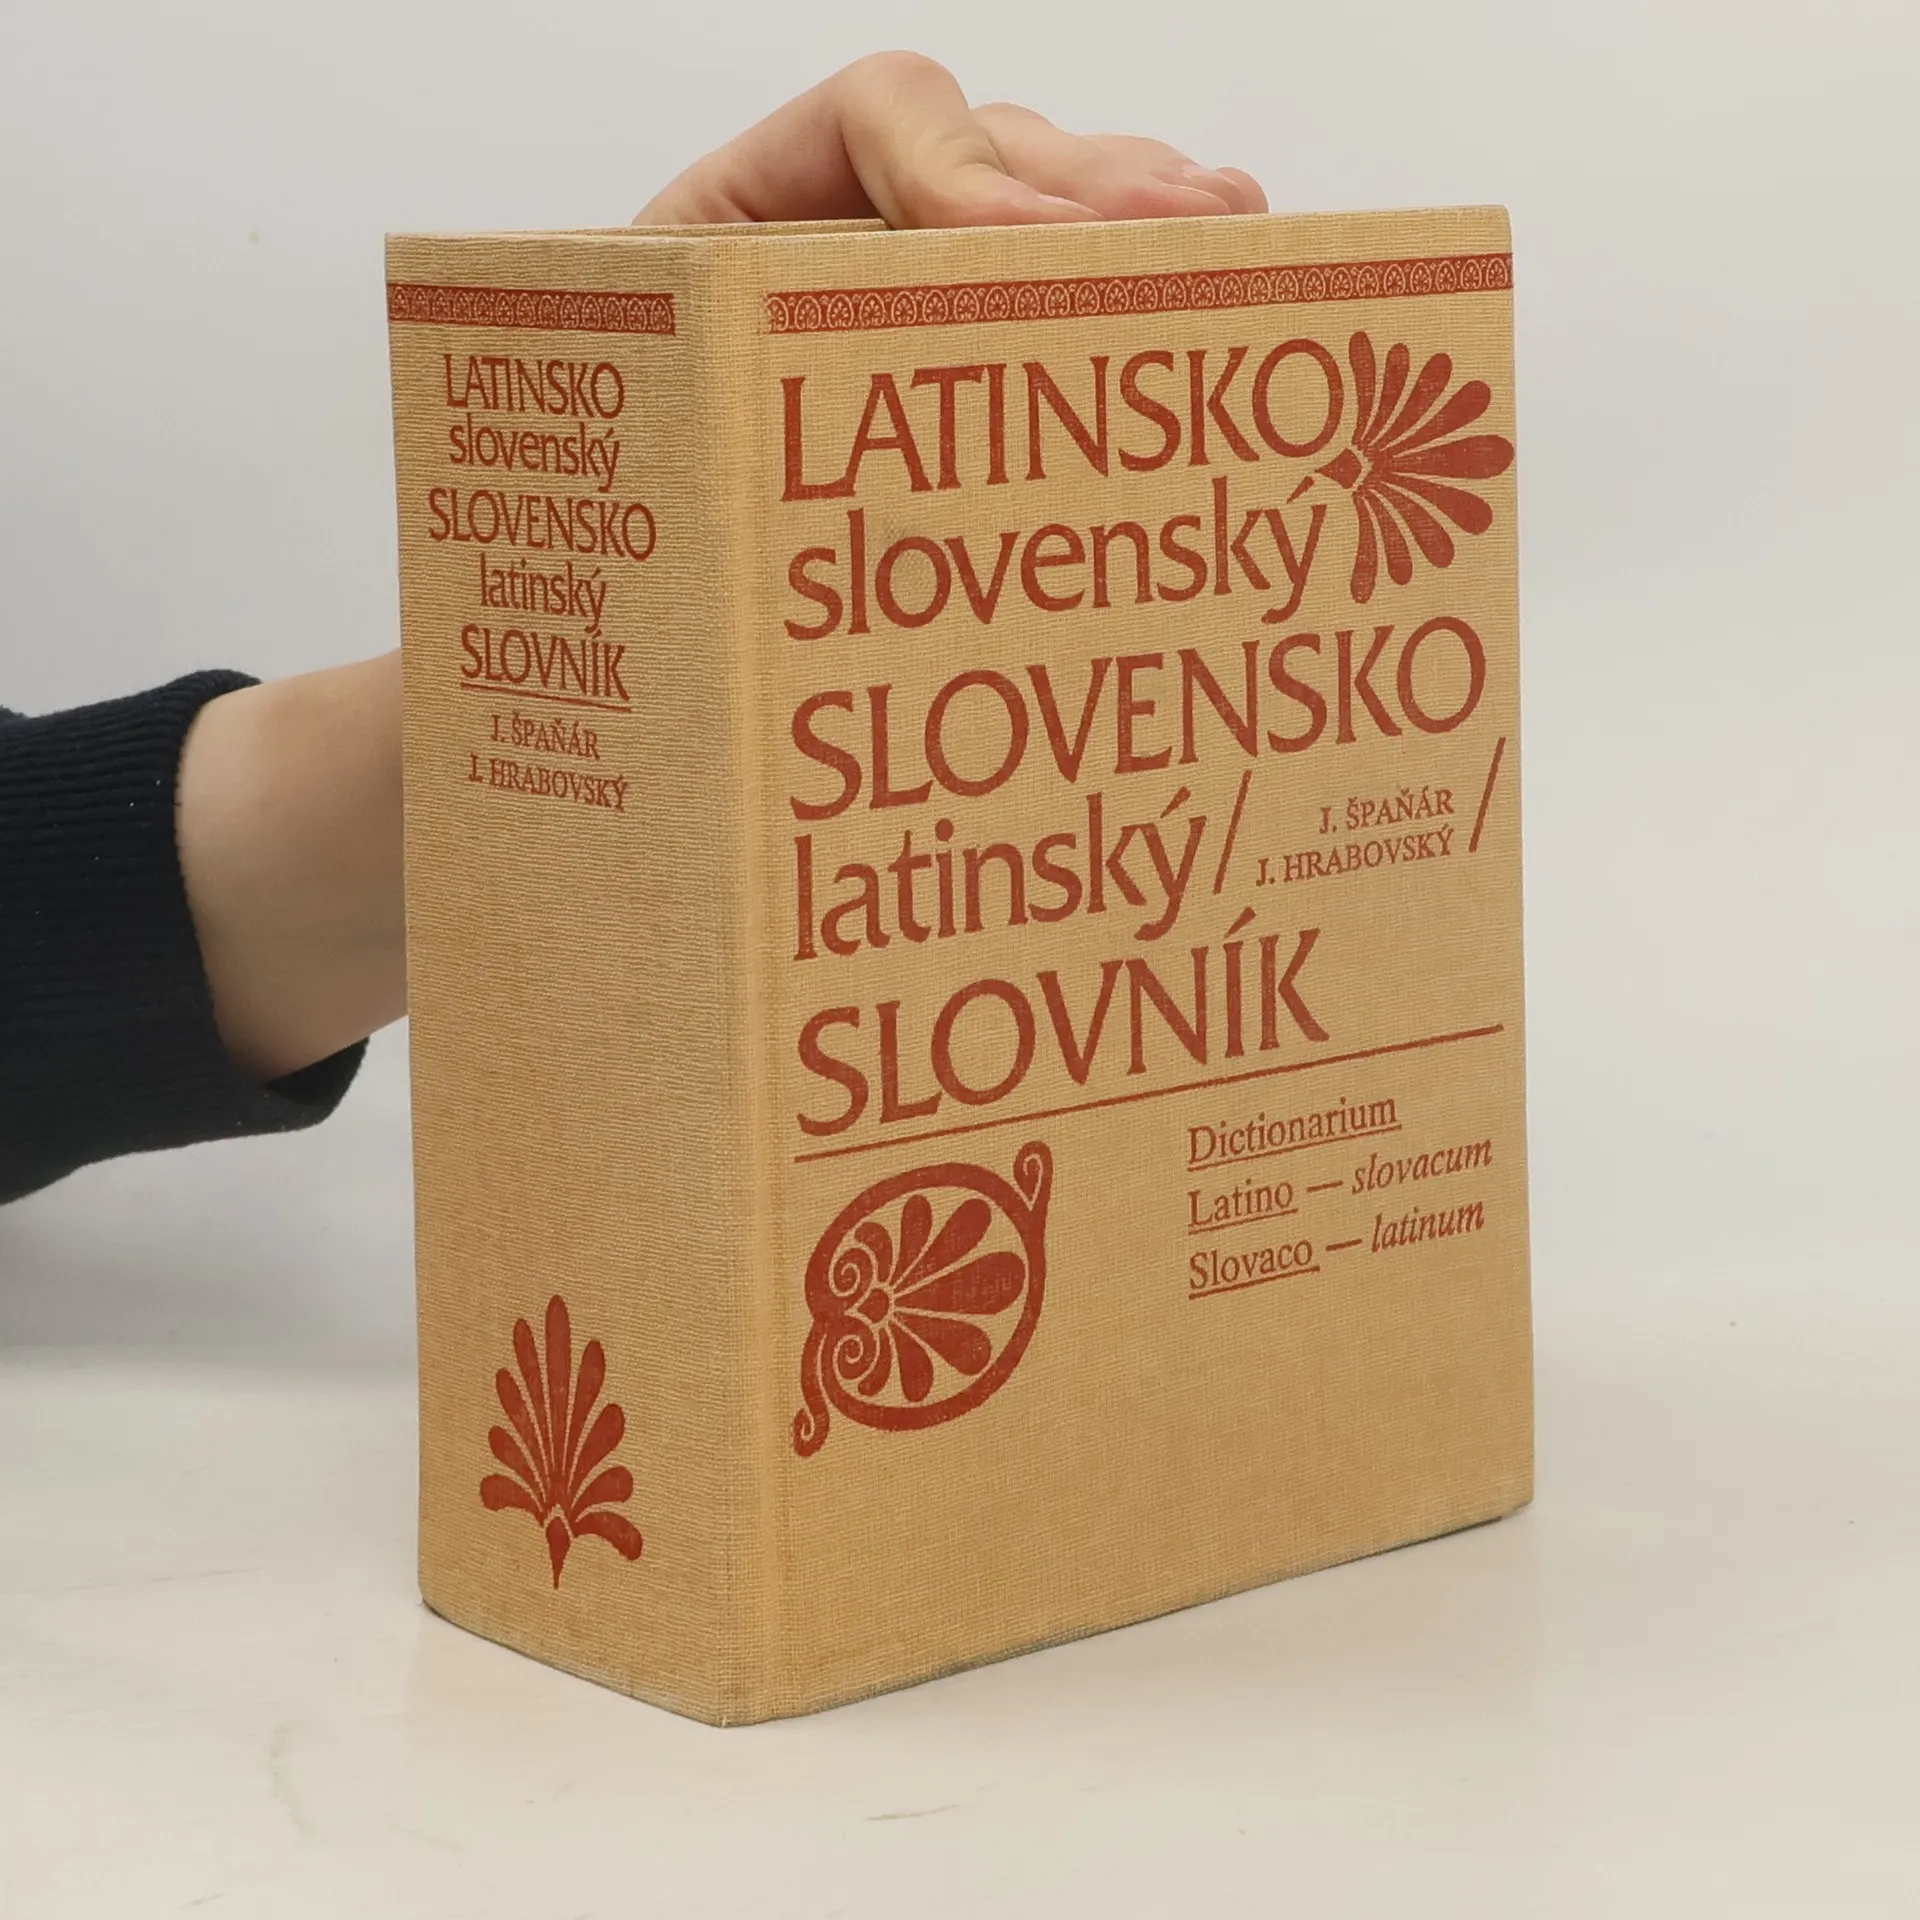 LATINSKO
slovenský
SLOVENSKO
latinský
SLOVNÍK
J. ŠPAŇÁR
J. HRABOVSKÝ
LATINSKO
slovenský
SLOVENSKO
latinský/ J. ŠPAŇÁR /
J. HRABOVSKÝ
SLOVNÍK
Dictionarium
Latino — slovacum
Slovaco — latinum